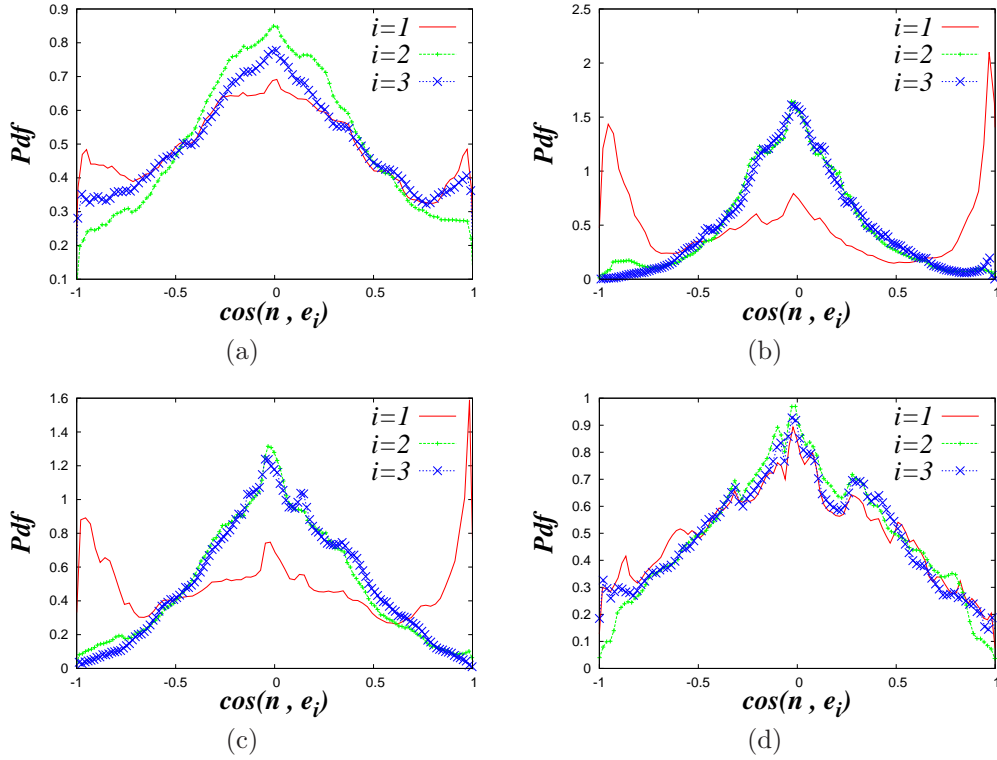 0.9
0.8
0.7
0.6
0.5
0.4
0.3
0.2
0.1
-1 -0.5 0 0.5 1
Pdf
cos(n , e_i)
i=1
i=2
i=3
(a)
2.5
2
1.5
1
0.5
0
-1 -0.5 0 0.5 1
Pdf
cos(n , e_i)
i=1
i=2
i=3
(b)
1.6
1.4
1.2
1
0.8
0.6
0.4
0.2
0
-1 -0.5 0 0.5 1
Pdf
cos(n , e_i)
i=1
i=2
i=3
(c)
1
0.9
0.8
0.7
0.6
0.5
0.4
0.3
0.2
0.1
0
-1 -0.5 0 0.5 1
Pdf
cos(n , e_i)
i=1
i=2
i=3
(d)